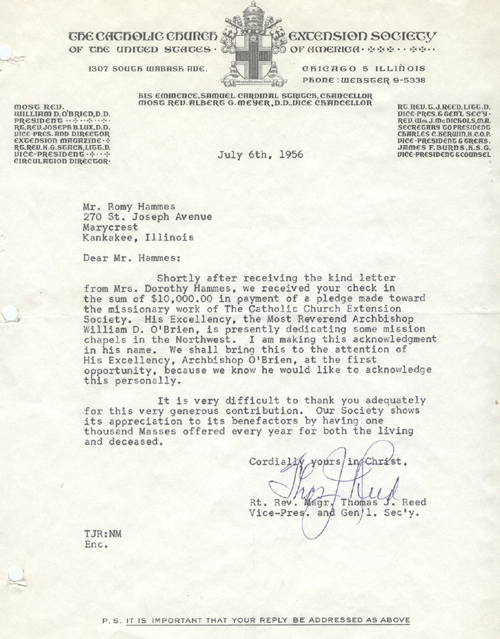 THE CATHOLIC CHURCH EXTENSION SOCIETY
OF THE UNITED STATES OF AMERICA
1307 SOUTH WABASH AVE. CHICAGO 5 ILLINOIS
PHONE: WEBSTER 9-5338
HIS EMINENCE, SAMUEL CARDINAL STRITCH, CHANCELLOR
MOST REV. ALBERT G. MEYER, D.D., VICE CHANCELLOR
MOST REV.
WILLIAM D. O'BRIEN, D.D.
PRESIDENT
RT. REV. JOSEPH B. LUX, D.D.
VICE-PRES. AND DIRECTOR
EXTENSION MAGAZINE
RT. REV. K.G. STACK, LITT.D.
VICE-PRESIDENT
CIRCULATION DIRECTOR
RT. REV. T.J. REED, LITT.D.
VICE-PRES. & GEN'L SEC'Y
REV. WM. J. McNICHOLS, M.A.
SECRETARY TO PRESIDENT
CHARLES C. KERWIN, H.C.O.P.
VICE-PRESIDENT & TREAS.
JAMES F. BURNS, K.S.G.
VICE-PRESIDENT & COUNSEL
July 6th, 1956
Mr. Romy Hammes
270 St. Joseph Avenue
Marycrest
Kankakee, Illinois
Dear Mr. Hammes:
Shortly after receiving the kind letter
from Mrs. Dorothy Hammes, we received your check in
the sum of $10,000.00 in payment of a pledge made toward
the missionary work of The Catholic Church Extension
Society. His Excellency, the Most Reverend Archbishop
William D. O'Brien, is presently dedicating some mission
chapels in the Northwest. I am making this acknowledgment
in his name. We shall bring this to the attention of
His Excellency, Archbishop O'Brien, at the first
opportunity, because we know he would like to acknowledge
this personally.
It is very difficult to thank you adequately
for this very generous contribution. Our Society shows
its appreciation to its benefactors by having one
thousand Masses offered every year for both the living
and deceased.
Cordially yours in Christ,
Thos J Reed
Rt. Rev. Msgr. Thomas J. Reed
Vice-Pres. and Gen'l. Sec'y.
TJR:NM
Enc.
P.S. IT IS IMPORTANT THAT YOUR REPLY BE ADDRESSED AS ABOVE